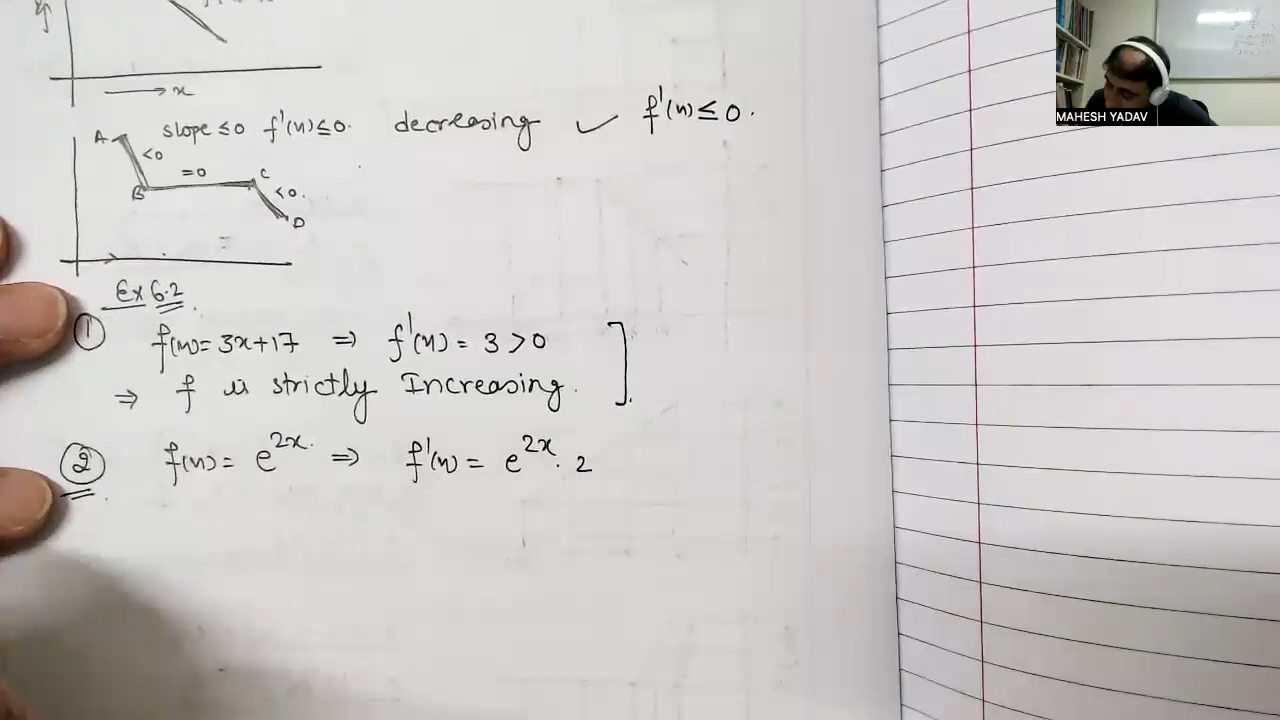 → x
slope ≤ 0 f'(x) ≤ 0. decreasing ✓ f'(x) ≤ 0.
A <0 B =0 C <0. D
Ex 6.2
① f(x) = 3x+17 ⇒ f'(x) = 3 > 0
⇒ f is strictly Increasing.
② f(x) = e^2x. ⇒ f'(x) = e^2x. 2
MAHESH YADAV